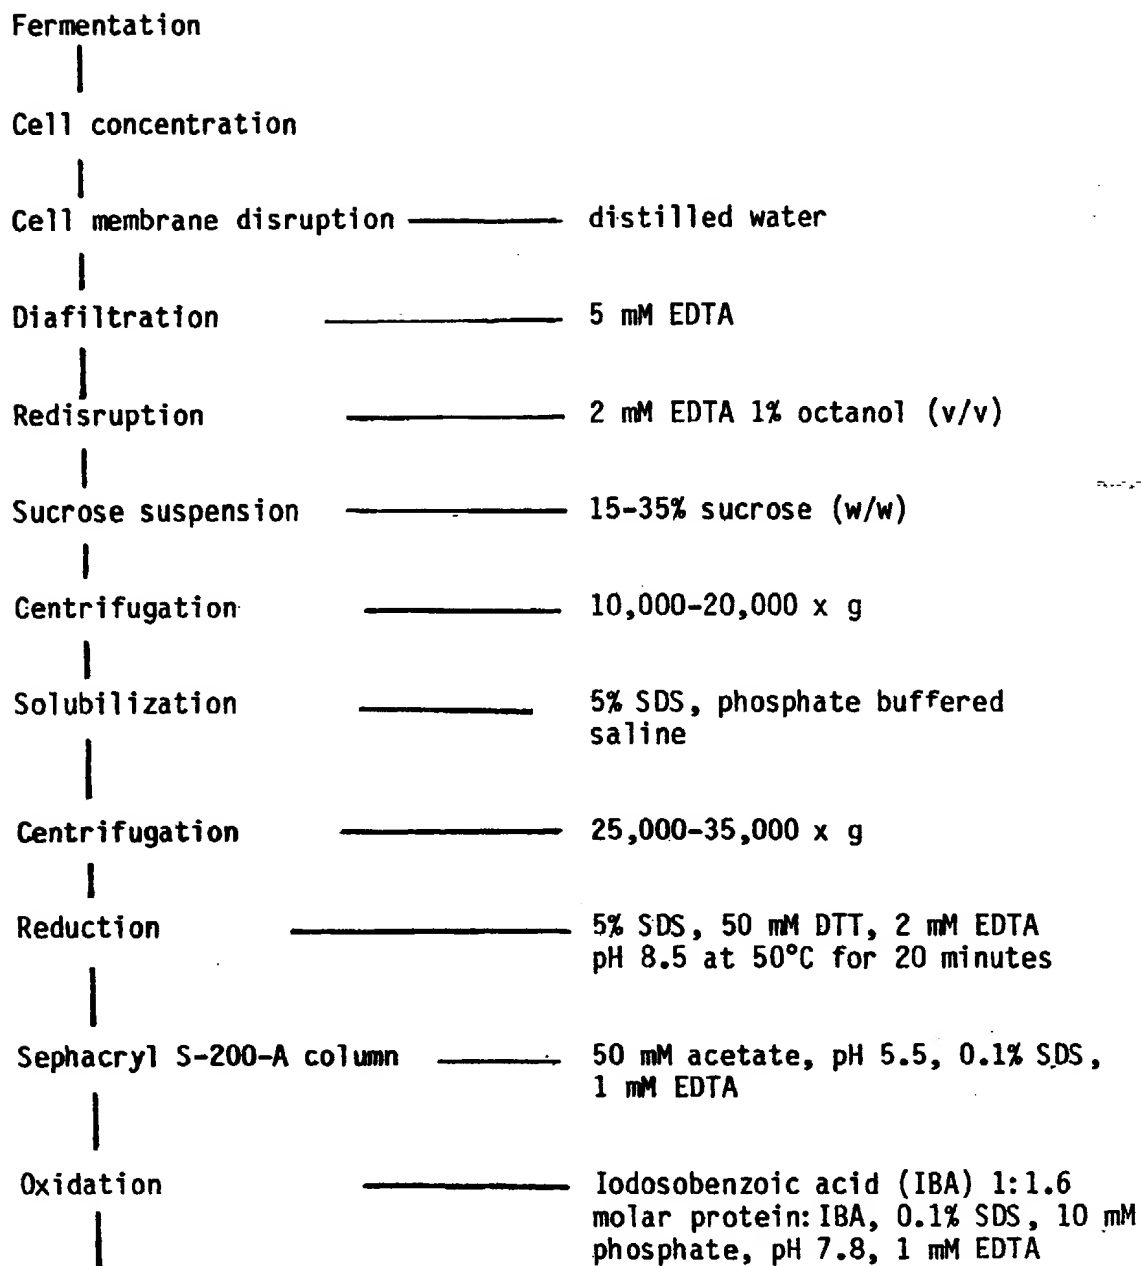 Fermentation
Cell concentration
Cell membrane disruption distilled water
Diafiltration 5 mM EDTA
Redisruption 2 mM EDTA 1% octanol (v/v)
Sucrose suspension 15-35% sucrose (w/w)
Centrifugation 10,000-20,000 x g
Solubilization 5% SDS, phosphate buffered
saline
Centrifugation 25,000-35,000 x g
Reduction 5% SDS, 50 mM DTT, 2 mM EDTA
pH 8.5 at 50°C for 20 minutes
Sephacryl S-200-A column 50 mM acetate, pH 5.5, 0.1% SDS,
1 mM EDTA
Oxidation Iodosobenzoic acid (IBA) 1:1.6
molar protein:IBA, 0.1% SDS, 10 mM
phosphate, pH 7.8, 1 mM EDTA